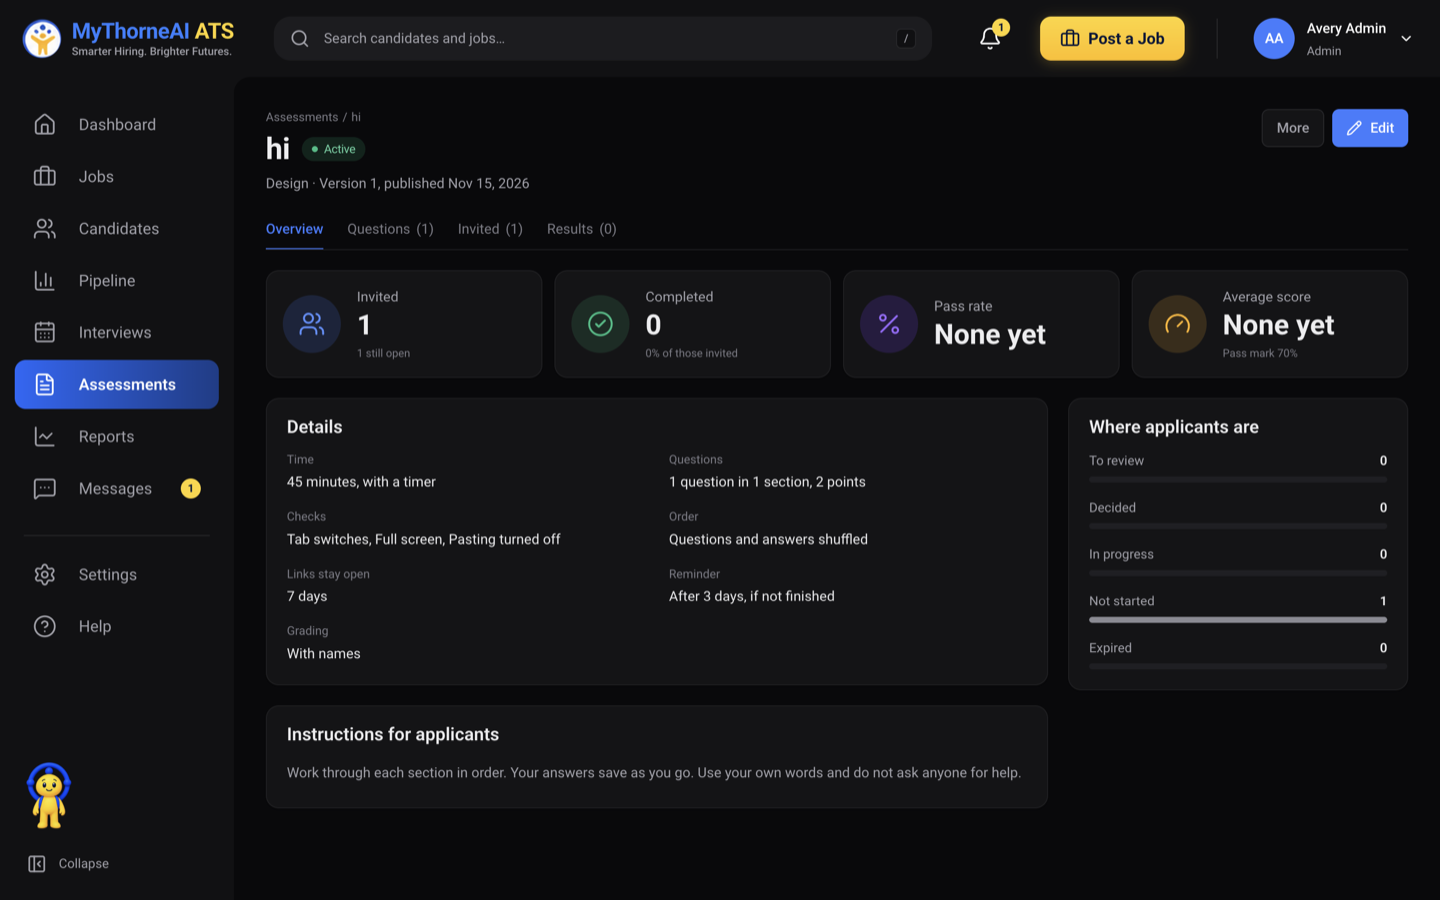 MyThorneAI ATS
Smarter Hiring. Brighter Futures.
Search candidates and jobs...
/
1
Post a Job
AA
Avery Admin
Admin
Dashboard
Jobs
Candidates
Pipeline
Interviews
Assessments
Reports
Messages
1
Settings
Help
Collapse
Assessments / hi
hi
Active
Design · Version 1, published Nov 15, 2026
More
Edit
Overview
Questions (1)
Invited (1)
Results (0)
Invited
1
1 still open
Completed
0
0% of those invited
Pass rate
None yet
Average score
None yet
Pass mark 70%
Details
Time
45 minutes, with a timer
Questions
1 question in 1 section, 2 points
Checks
Tab switches, Full screen, Pasting turned off
Order
Questions and answers shuffled
Links stay open
7 days
Reminder
After 3 days, if not finished
Grading
With names
Where applicants are
To review 0
Decided 0
In progress 0
Not started 1
Expired 0
Instructions for applicants
Work through each section in order. Your answers save as you go. Use your own words and do not ask anyone for help.